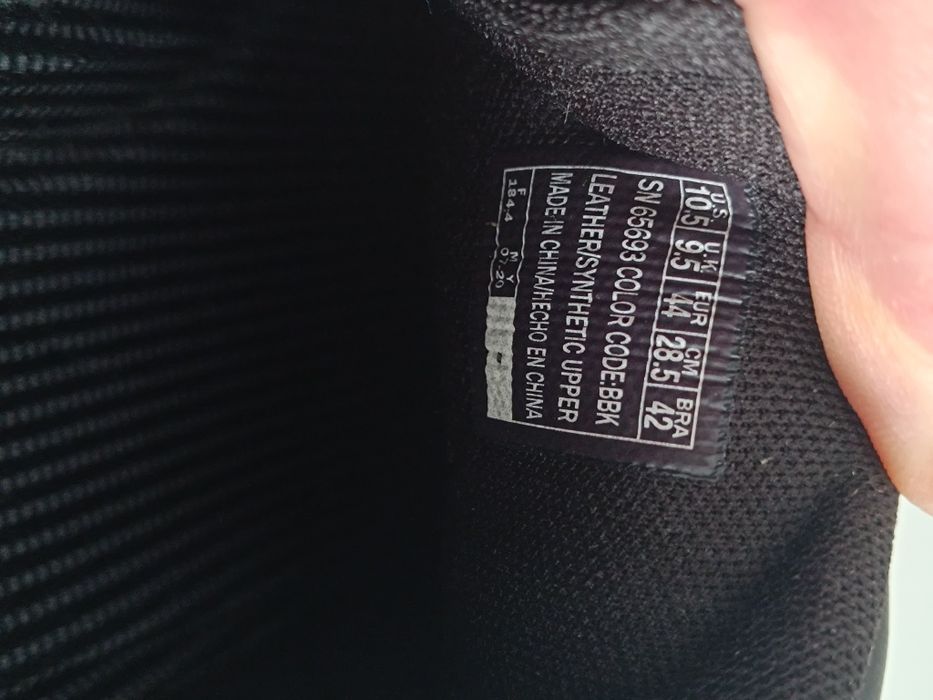 U.S U.K EUR CM BRA
10.5 9.5 44 28.5 42
SN 65693 COLOR CODE:BBK
LEATHER/SYNTHETIC UPPER
MADE IN CHINA/HECHO EN CHINA
F M Y
184-4 07-20
-